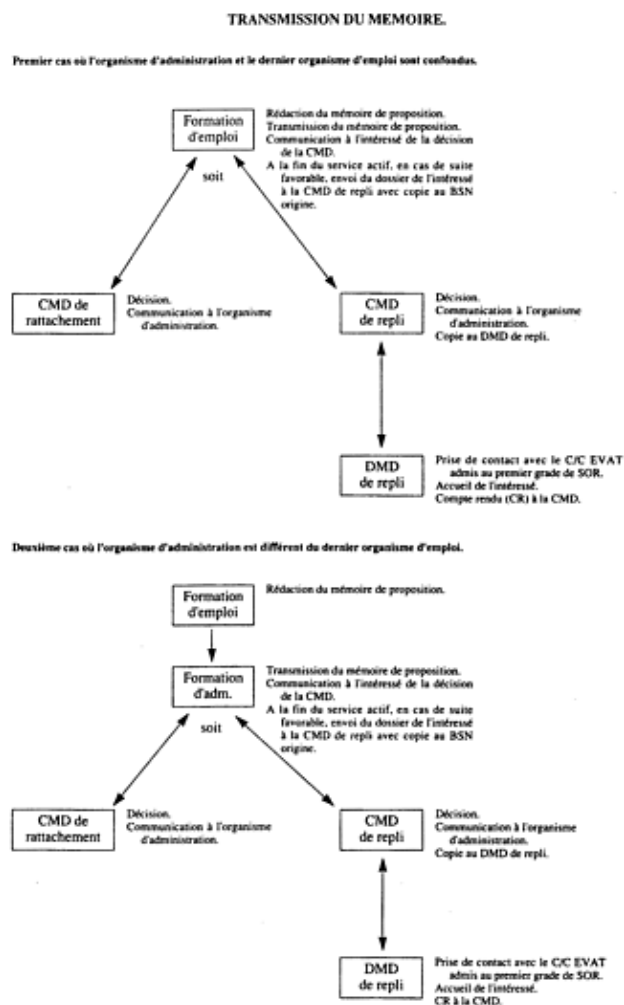 TRANSMISSION DU MEMOIRE.
Premier cas où l'organisme d'administration et le dernier organisme d'emploi sont confondus.
Formation
d'emploi
Rédaction du mémoire de proposition.
Transmission du mémoire de proposition.
Communication à l'intéressé de la décision
de la CMD.
A la fin du service actif, en cas de suite
favorable, envoi du dossier de l'intéressé
à la CMD de repli avec copie au BSN
origine.
soit
CMD de
rattachement
Décision.
Communication à l'organisme
d'administration.
CMD
de repli
Décision.
Communication à l'organisme
d'administration.
Copie au DMD de repli.
DMD
de repli
Prise de contact avec le C/C EVAT
admis au premier grade de SOR.
Accueil de l'intéressé.
Compte rendu (CR) à la CMD.
Deuxième cas où l'organisme d'administration est différent du dernier organisme d'emploi.
Formation
d'emploi
Rédaction du mémoire de proposition.
Formation
d'adm.
Transmission du mémoire de proposition.
Communication à l'intéressé de la décision
de la CMD.
A la fin du service actif, en cas de suite
favorable, envoi du dossier de l'intéressé
à la CMD de repli avec copie au BSN
origine.
soit
CMD de
rattachement
Décision.
Communication à l'organisme
d'administration.
CMD
de repli
Décision.
Communication à l'organisme
d'administration.
Copie au DMD de repli.
DMD
de repli
Prise de contact avec le C/C EVAT
admis au premier grade de SOR.
Accueil de l'intéressé.
CR à la CMD.